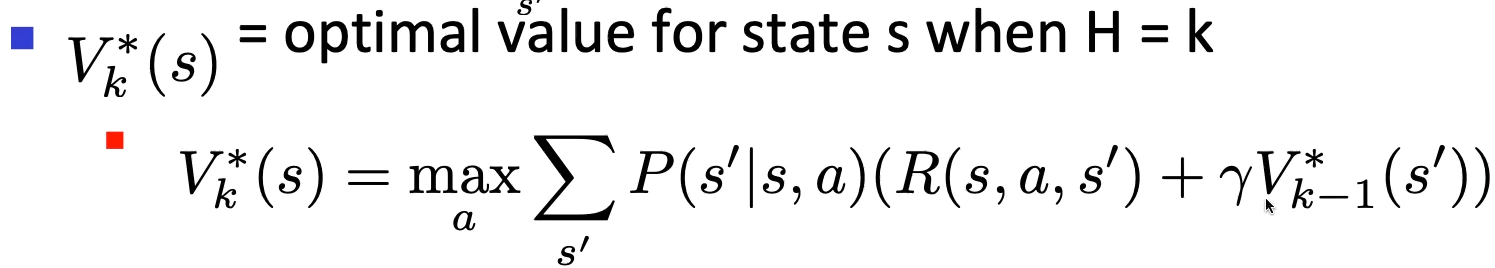 s'
V*_k(s) = optimal value for state s when H = k
V*_k(s) = max_a ∑_{s'} P(s'|s, a)(R(s, a, s') + γV*_{k−1}(s'))